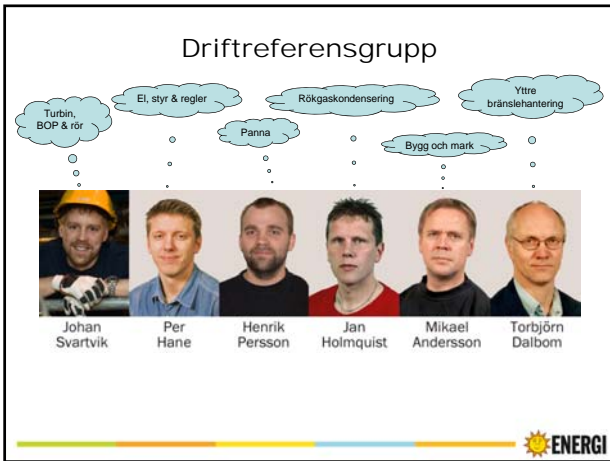 Driftreferensgrupp
Turbin,
BOP & rör
El, styr & regler
Panna
Rökgaskondensering
Bygg och mark
Yttre
bränslehantering
Johan
Svartvik
Per
Hane
Henrik
Persson
Jan
Holmquist
Mikael
Andersson
Torbjörn
Dalbom
ENERGI